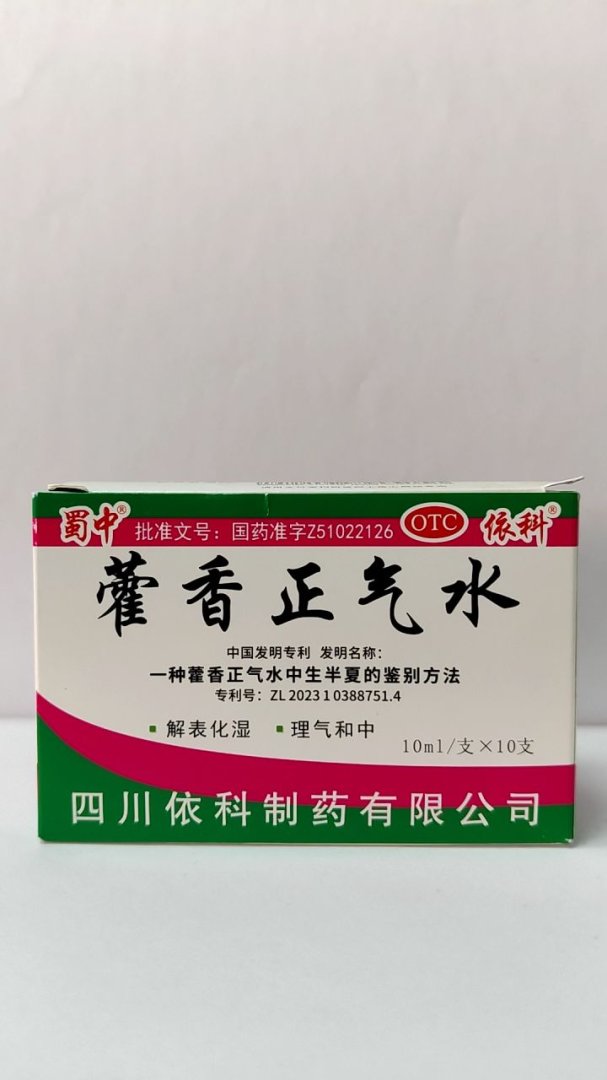 蜀中® 批准文号：国药准字Z51022126 OTC 依科®
藿香正气水
中国发明专利 发明名称：
一种藿香正气水中生半夏的鉴别方法
专利号：ZL 2023 1 0388751.4
▪解表化湿 ▪理气和中
10ml/支×10支
四川依科制药有限公司